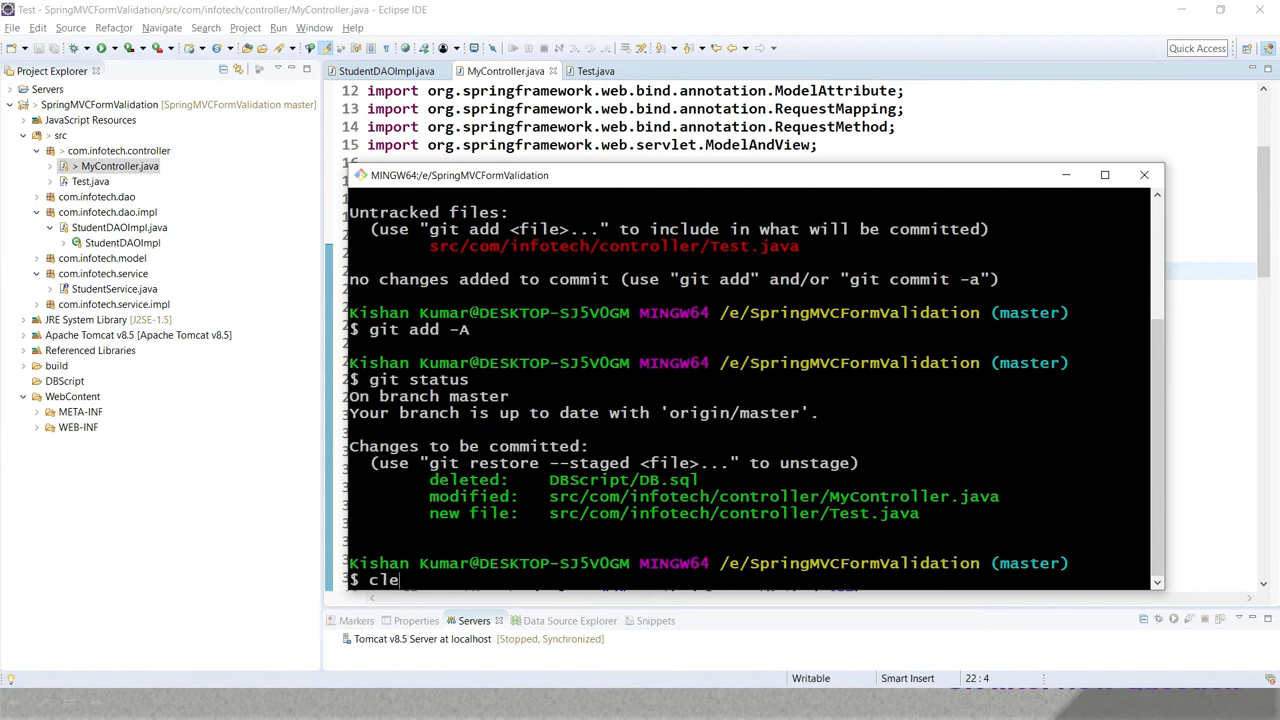 Test - SpringMVCFormValidation/src/com/infotech/controller/MyController.java - Eclipse IDE
File Edit Source Refactor Navigate Search Project Run Window Help
Quick Access
Project Explorer
Servers
SpringMVCFormValidation [SpringMVCFormValidation master]
JavaScript Resources
> src
> com.infotech.controller
> MyController.java
Test.java
com.infotech.dao
com.infotech.dao.impl
StudentDAOImpl.java
StudentDAOImpl
com.infotech.model
com.infotech.service
StudentService.java
com.infotech.service.impl
JRE System Library [J2SE-1.5]
Apache Tomcat v8.5 [Apache Tomcat v8.5]
Referenced Libraries
build
DBScript
WebContent
META-INF
WEB-INF
StudentDAOImpl.java MyController.java Test.java
12 import org.springframework.web.bind.annotation.ModelAttribute;
13 import org.springframework.web.bind.annotation.RequestMapping;
14 import org.springframework.web.bind.annotation.RequestMethod;
15 import org.springframework.web.servlet.ModelAndView;
MINGW64:/e/SpringMVCFormValidation
Untracked files:
(use "git add <file>..." to include in what will be committed)
src/com/infotech/controller/Test.java
no changes added to commit (use "git add" and/or "git commit -a")
Kishan Kumar@DESKTOP-SJ5V0GM MINGW64 /e/SpringMVCFormValidation (master)
$ git add -A
Kishan Kumar@DESKTOP-SJ5V0GM MINGW64 /e/SpringMVCFormValidation (master)
$ git status
On branch master
Your branch is up to date with 'origin/master'.
Changes to be committed:
(use "git restore --staged <file>..." to unstage)
deleted: DBScript/DB.sql
modified: src/com/infotech/controller/MyController.java
new file: src/com/infotech/controller/Test.java
Kishan Kumar@DESKTOP-SJ5V0GM MINGW64 /e/SpringMVCFormValidation (master)
$ cle
Markers Properties Servers Data Source Explorer Snippets
Tomcat v8.5 Server at localhost [Stopped, Synchronized]
Writable Smart Insert 22 : 4